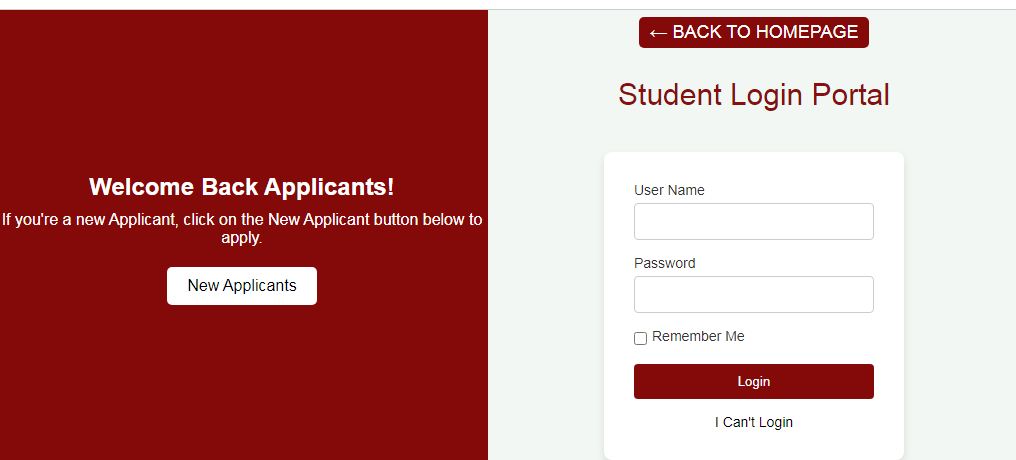 Welcome Back Applicants!
If you're a new Applicant, click on the New Applicant button below to
apply.
New Applicants
← BACK TO HOMEPAGE
Student Login Portal
User Name
Password
Remember Me
Login
I Can't Login